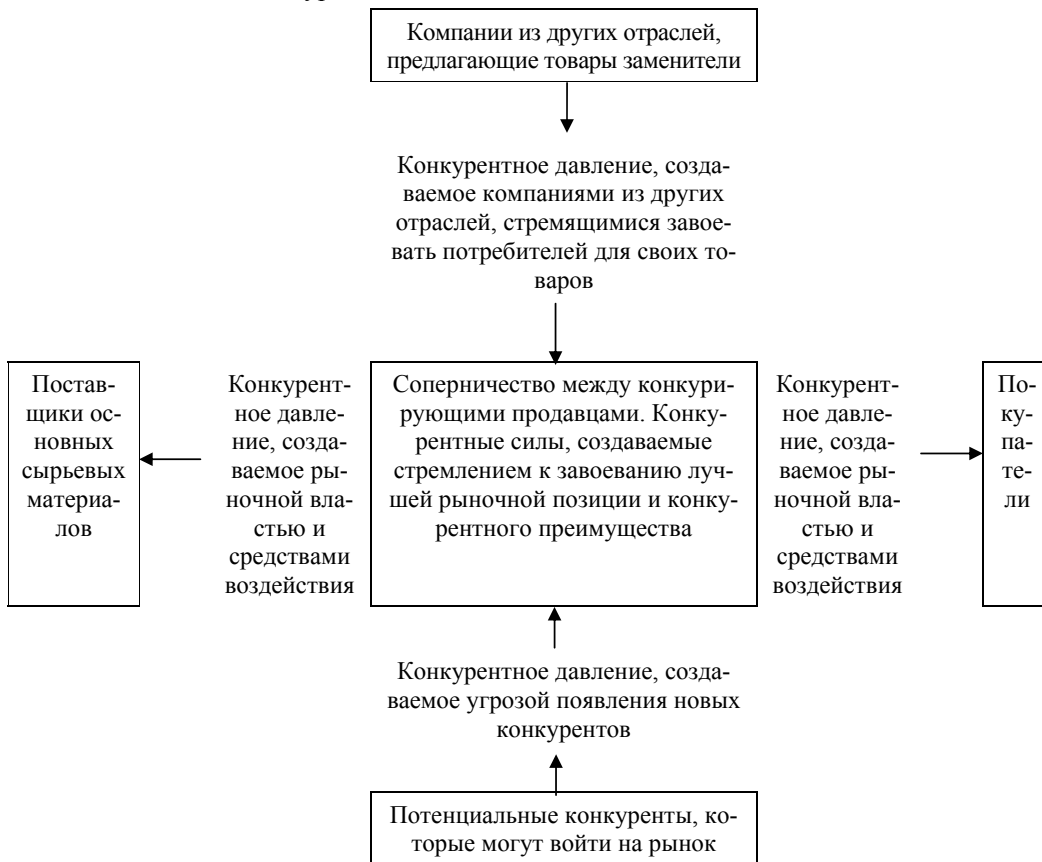 Компании из других отраслей,
предлагающие товары заменители
Конкурентное давление, созда-
ваемое компаниями из других
отраслей, стремящимися завое-
вать потребителей для своих то-
варов
Постав-
щики ос-
новных
сырьевых
материа-
лов
Конкурент-
ное давле-
ние, созда-
ваемое ры-
ночной вла-
стью и
средствами
воздействия
Соперничество между конкури-
рующими продавцами. Конку-
рентные силы, создаваемые
стремлением к завоеванию луч-
шей рыночной позиции и конку-
рентного преимущества
Конкурент-
ное давле-
ние, созда-
ваемое ры-
ночной вла-
стью и
средствами
воздействия
По-
ку-
па-
те-
ли
Конкурентное давление, созда-
ваемое угрозой появления новых
конкурентов
Потенциальные конкуренты, ко-
торые могут войти на рынок